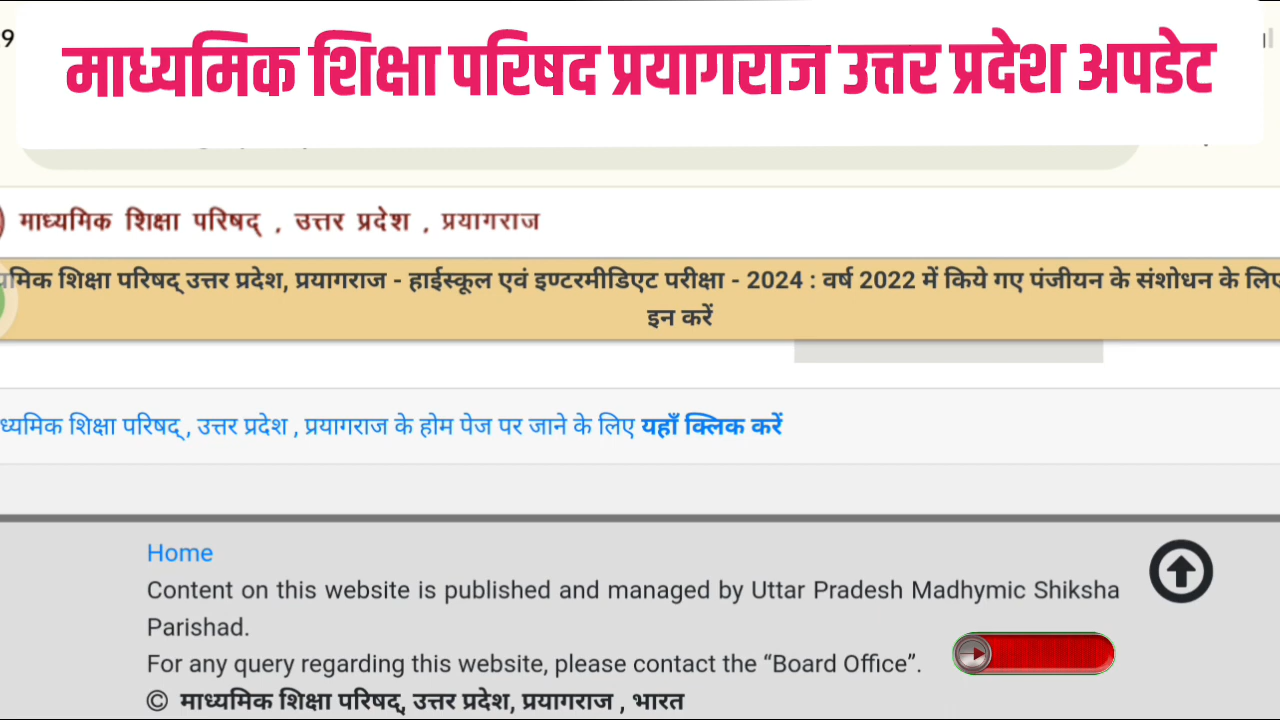 माध्यमिक शिक्षा परिषद प्रयागराज उत्तर प्रदेश अपडेट
9
माध्यमिक शिक्षा परिषद् , उत्तर प्रदेश , प्रयागराज
मिक शिक्षा परिषद् उत्तर प्रदेश, प्रयागराज - हाईस्कूल एवं इण्टरमीडिएट परीक्षा - 2024 : वर्ष 2022 में किये गए पंजीयन के संशोधन के लिए
इन करें
ध्यमिक शिक्षा परिषद् , उत्तर प्रदेश , प्रयागराज के होम पेज पर जाने के लिए यहाँ क्लिक करें
Home
Content on this website is published and managed by Uttar Pradesh Madhymic Shiksha
Parishad.
For any query regarding this website, please contact the “Board Office”.
© माध्यमिक शिक्षा परिषद्, उत्तर प्रदेश, प्रयागराज , भारत